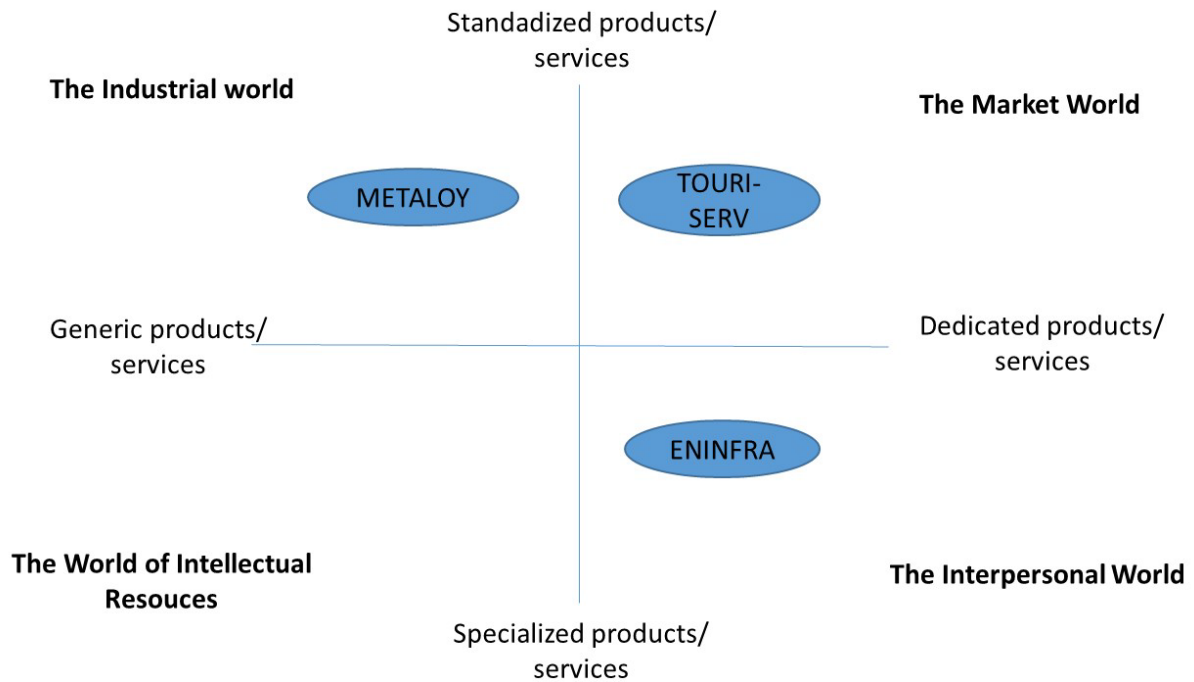 Standadized products/
services
The Industrial world
The Market World
METALOY
TOURI-
SERV
Generic products/
services
Dedicated products/
services
ENINFRA
The World of Intellectual
Resouces
The Interpersonal World
Specialized products/
services